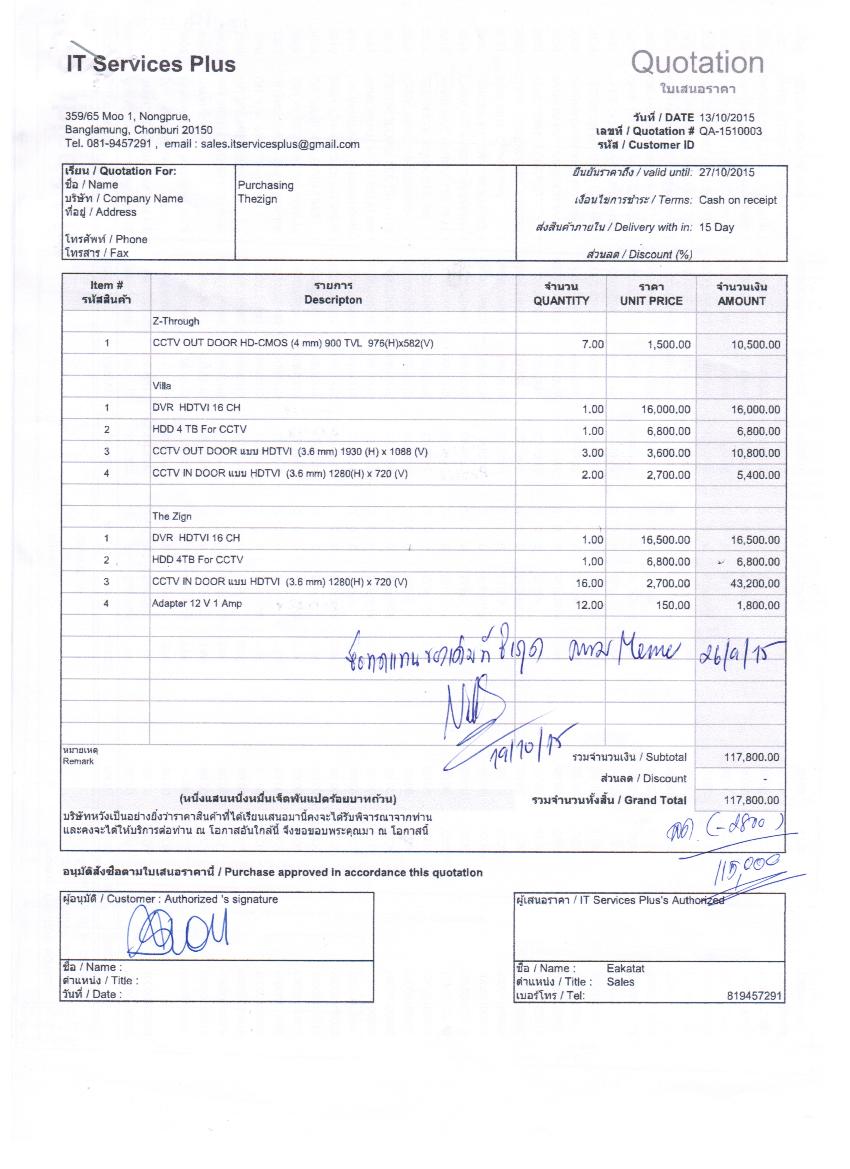 IT Services Plus
Quotation
ใบเสนอราคา
359/65 Moo 1, Nongprue,
Banglamung, Chonburi 20150
Tel. 081-9457291 , email : sales.itservicesplus@gmail.com
วันที่ / DATE 13/10/2015
เลขที่ / Quotation # QA-1510003
รหัส / Customer ID
เรียน / Quotation For:
ชื่อ / Name Purchasing
บริษัท / Company Name Thezign
ที่อยู่ / Address
โทรศัพท์ / Phone
โทรสาร / Fax
ยืนยันราคาถึง / valid until: 27/10/2015
เงื่อนไขการชำระ / Terms: Cash on receipt
ส่งสินค้าภายใน / Delivery with in: 15 Day
ส่วนลด / Discount (%)
Item # รายการ จำนวน ราคา จำนวนเงิน
รหัสสินค้า Descripton QUANTITY UNIT PRICE AMOUNT
Z-Through
1 CCTV OUT DOOR HD-CMOS (4 mm) 900 TVL 976(H)x582(V) 7.00 1,500.00 10,500.00
Villa
1 DVR HDTVI 16 CH 1.00 16,000.00 16,000.00
2 HDD 4 TB For CCTV 1.00 6,800.00 6,800.00
3 CCTV OUT DOOR แบบ HDTVI (3.6 mm) 1930 (H) x 1088 (V) 3.00 3,600.00 10,800.00
4 CCTV IN DOOR แบบ HDTVI (3.6 mm) 1280(H) x 720 (V) 2.00 2,700.00 5,400.00
The Zign
1 DVR HDTVI 16 CH 1.00 16,500.00 16,500.00
2 HDD 4TB For CCTV 1.00 6,800.00 6,800.00
3 CCTV IN DOOR แบบ HDTVI (3.6 mm) 1280(H) x 720 (V) 16.00 2,700.00 43,200.00
4 Adapter 12 V 1 Amp 12.00 150.00 1,800.00
ซื้อทดแทนของเดิมที่ชำรุด ตาม Meme 26/9/15
19/10/15
หมายเหตุ
Remark
รวมจำนวนเงิน / Subtotal 117,800.00
ส่วนลด / Discount -
(หนึ่งแสนหนึ่งหมื่นเจ็ดพันแปดร้อยบาทถ้วน) รวมจำนวนทั้งสิ้น / Grand Total 117,800.00
บริษัทหวังเป็นอย่างยิ่งว่าราคาสินค้าที่ได้เรียนเสนอมานี้คงจะได้รับพิจารณาจากท่าน
และคงจะได้ให้บริการต่อท่าน ณ โอกาสอันใกล้นี้ จึงขอขอบพระคุณมา ณ โอกาสนี้
ลด (-2800)
115,000
อนุมัติสั่งซื้อตามใบเสนอราคานี้ / Purchase approved in accordance this quotation
ผู้อนุมัติ / Customer : Authorized 's signature
ชื่อ / Name :
ตำแหน่ง / Title :
วันที่ / Date :
ผู้เสนอราคา / IT Services Plus's Authorized
ชื่อ / Name : Eakatat
ตำแหน่ง / Title : Sales
เบอร์โทร / Tel: 819457291